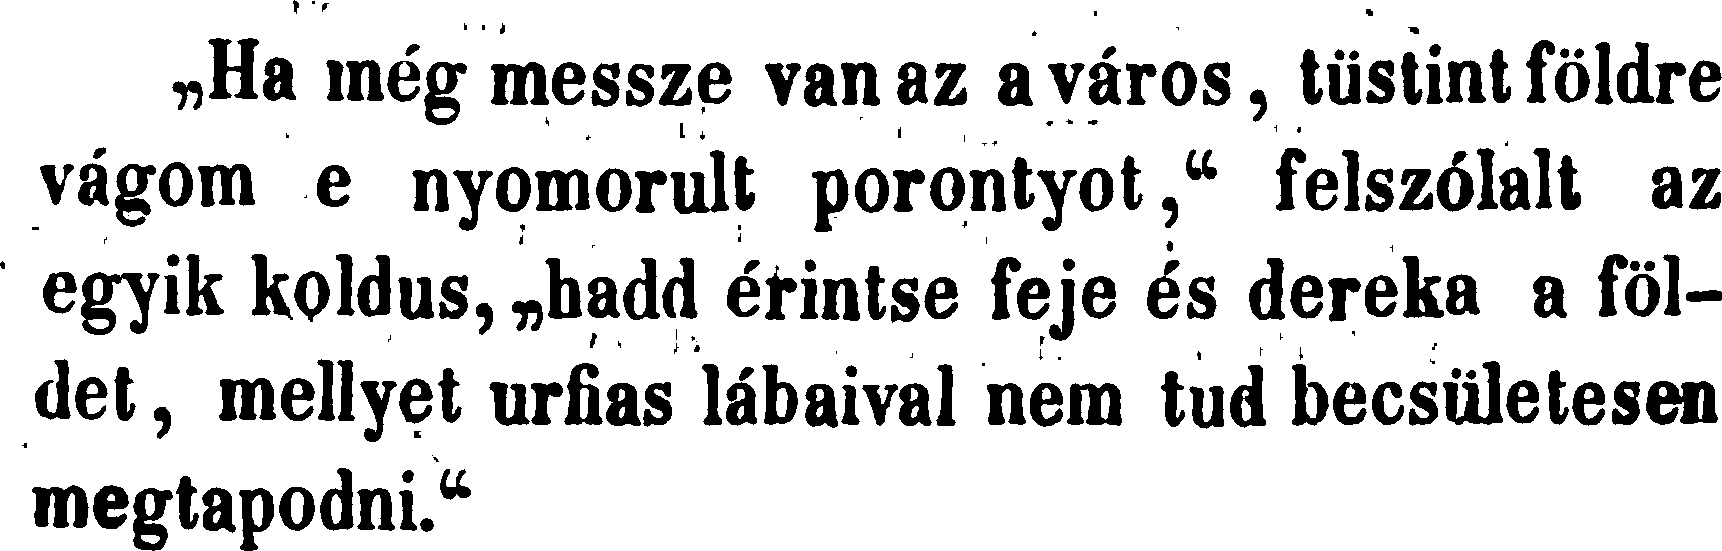 „Ha még messze van az a város, tüstint földre
vágom e nyomorult porontyot,“ felszólalt az
egyik koldus, „hadd érintse feje és dereka a föl-
det, mellyet urfias lábaival nem tud becsületesen
megtapodni.“